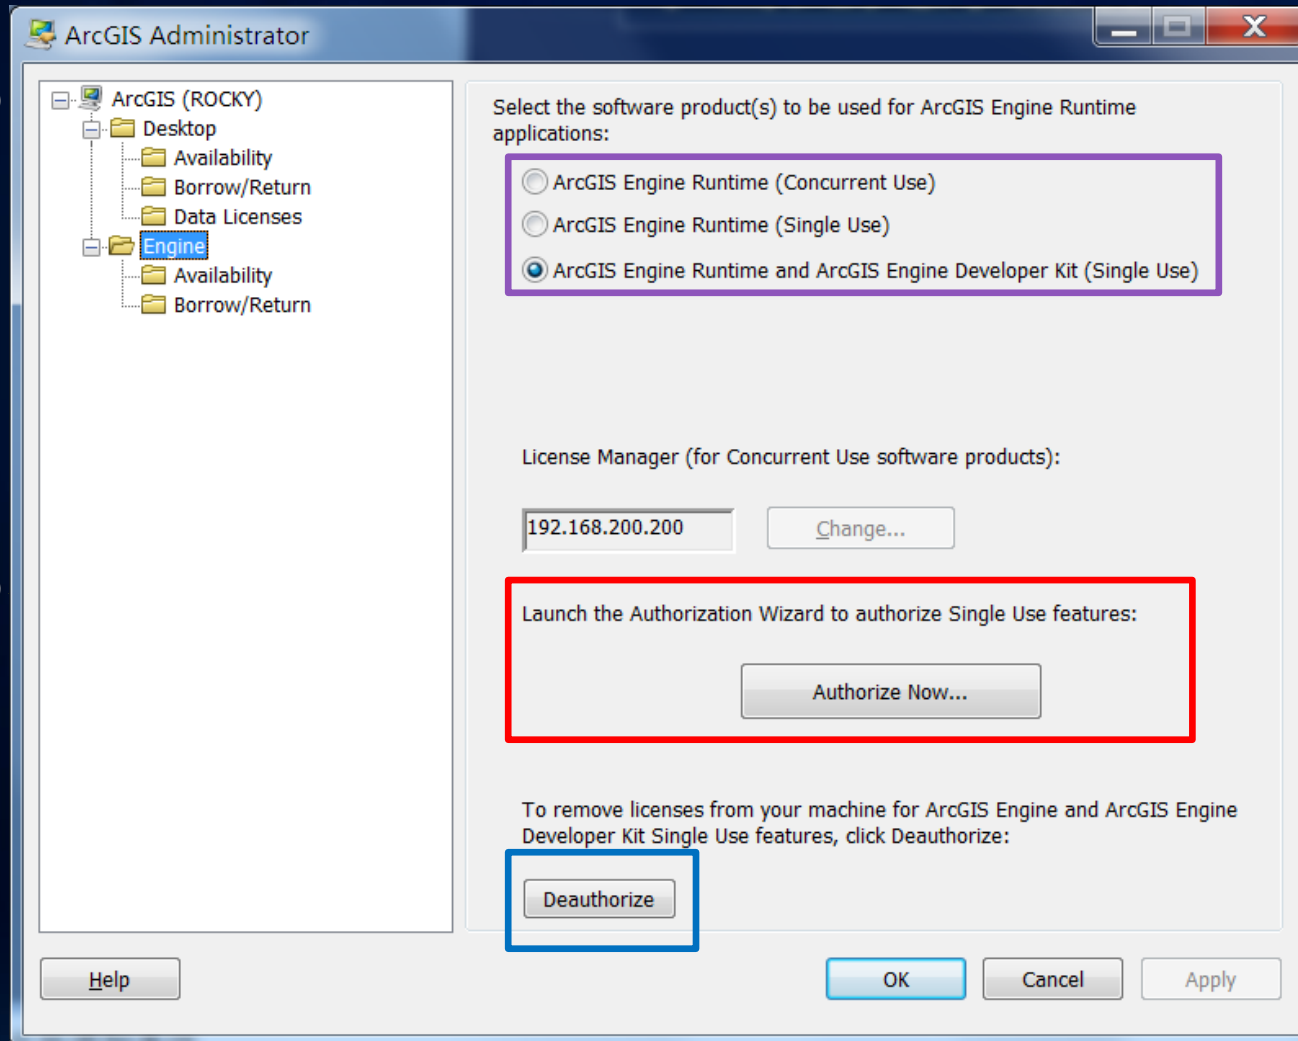 ArcGIS Administrator
ArcGIS (ROCKY)
Desktop
Availability
Borrow/Return
Data Licenses
Engine
Availability
Borrow/Return
Select the software product(s) to be used for ArcGIS Engine Runtime
applications:
ArcGIS Engine Runtime (Concurrent Use)
ArcGIS Engine Runtime (Single Use)
ArcGIS Engine Runtime and ArcGIS Engine Developer Kit (Single Use)
License Manager (for Concurrent Use software products):
192.168.200.200
Change...
Launch the Authorization Wizard to authorize Single Use features:
Authorize Now...
To remove licenses from your machine for ArcGIS Engine and ArcGIS Engine
Developer Kit Single Use features, click Deauthorize:
Deauthorize
Help
OK
Cancel
Apply